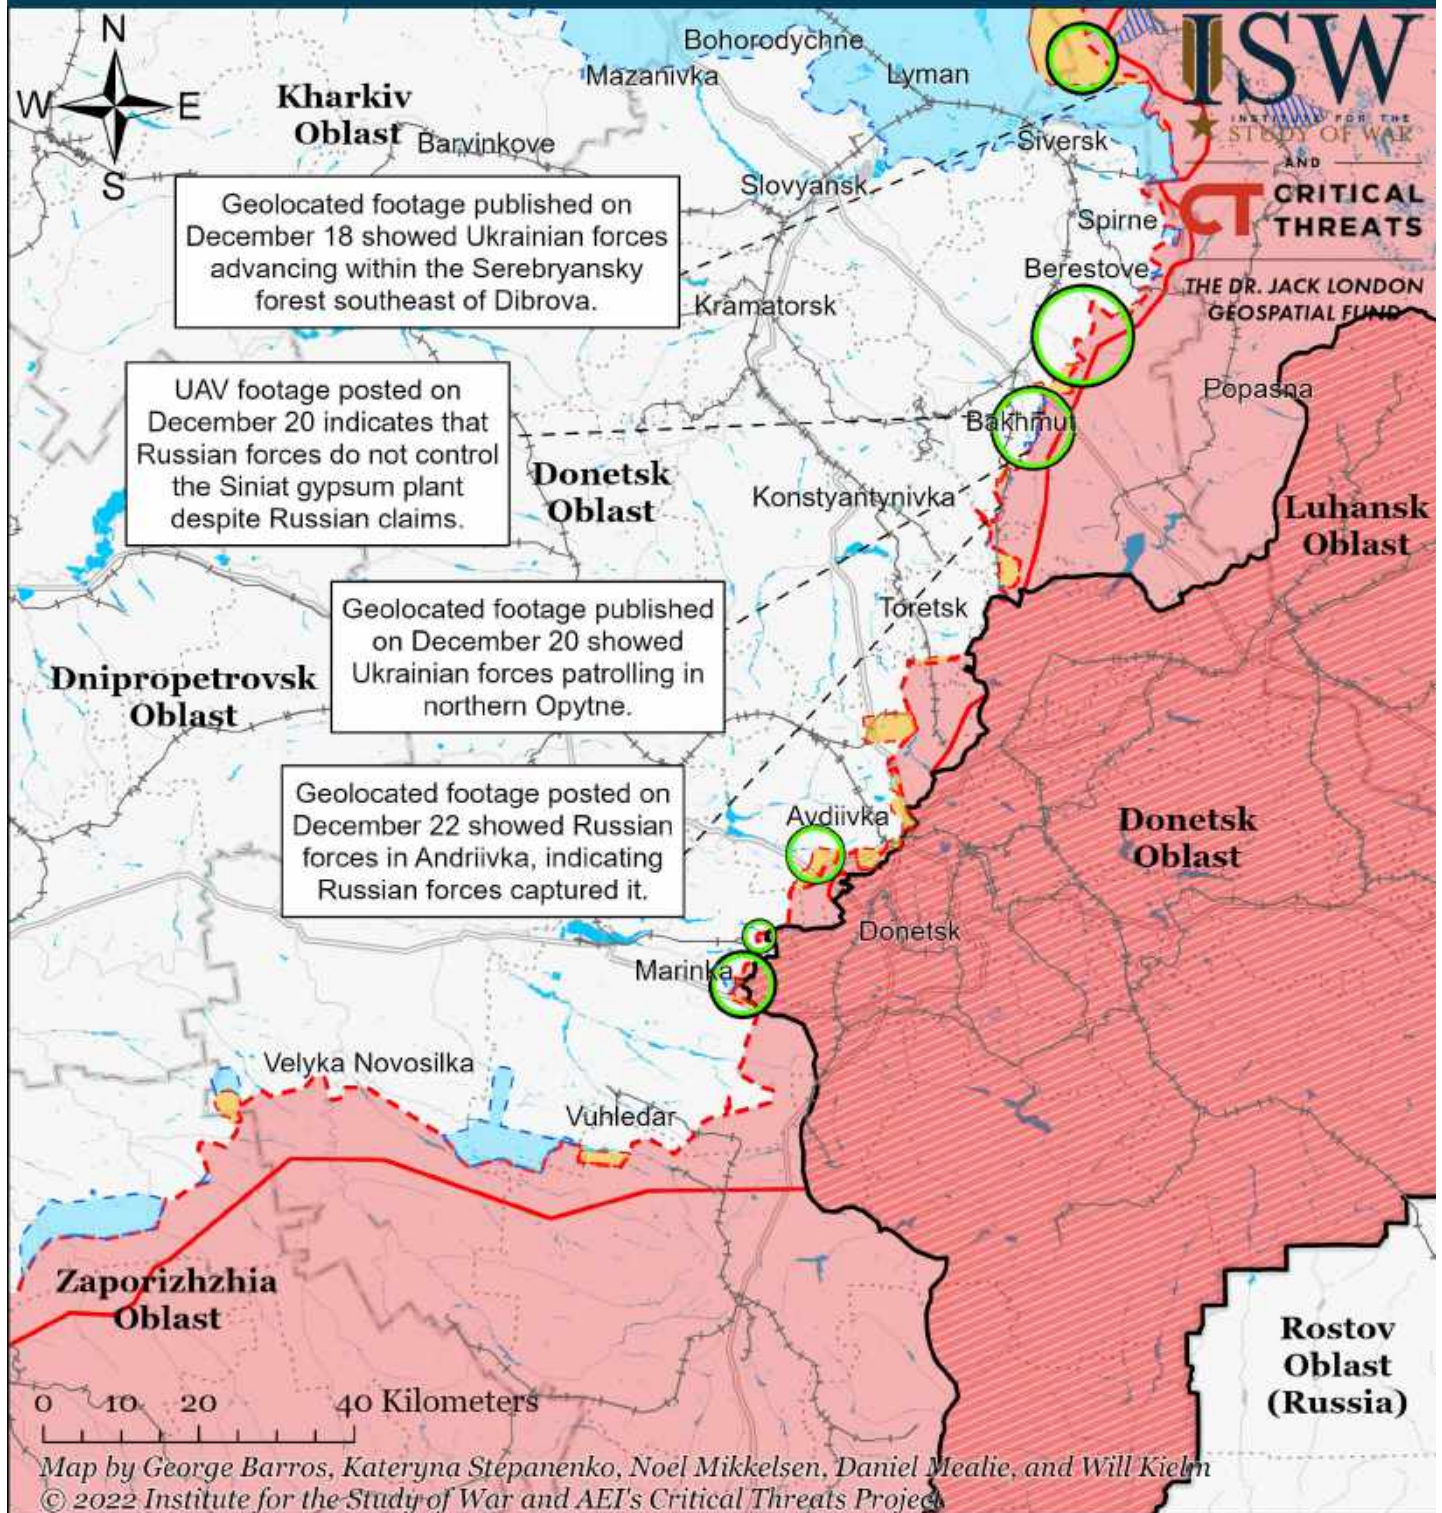 N
W
E
S
ISW
INSTITUTE FOR THE
STUDY OF WAR
AND
CT CRITICAL
THREATS
THE DR. JACK LONDON
GEOSPATIAL FUND
Bohorodychne
Mazanivka
Lyman
Kharkiv
Oblast
Barvinkove
Siversk
Slovyansk
Geolocated footage published on
December 18 showed Ukrainian forces
advancing within the Serebryansky
forest southeast of Dibrova.
Spirne
Berestove
Kramatorsk
UAV footage posted on
December 20 indicates that
Russian forces do not control
the Siniat gypsum plant
despite Russian claims.
Popasna
Bakhmut
Donetsk
Oblast
Konstyantynivka
Luhansk
Oblast
Geolocated footage published
on December 20 showed
Ukrainian forces patrolling in
northern Opytne.
Toretsk
Dnipropetrovsk
Oblast
Geolocated footage posted on
December 22 showed Russian
forces in Andriivka, indicating
Russian forces captured it.
Avdiivka
Donetsk
Oblast
Donetsk
Marinka
Velyka Novosilka
Vuhledar
Zaporizhzhia
Oblast
Rostov
Oblast
(Russia)
0 10 20 40 Kilometers
Map by George Barros, Kateryna Stepanenko, Noel Mikkelsen, Daniel Mealie, and Will Kielm
© 2022 Institute for the Study of War and AEI's Critical Threats Project